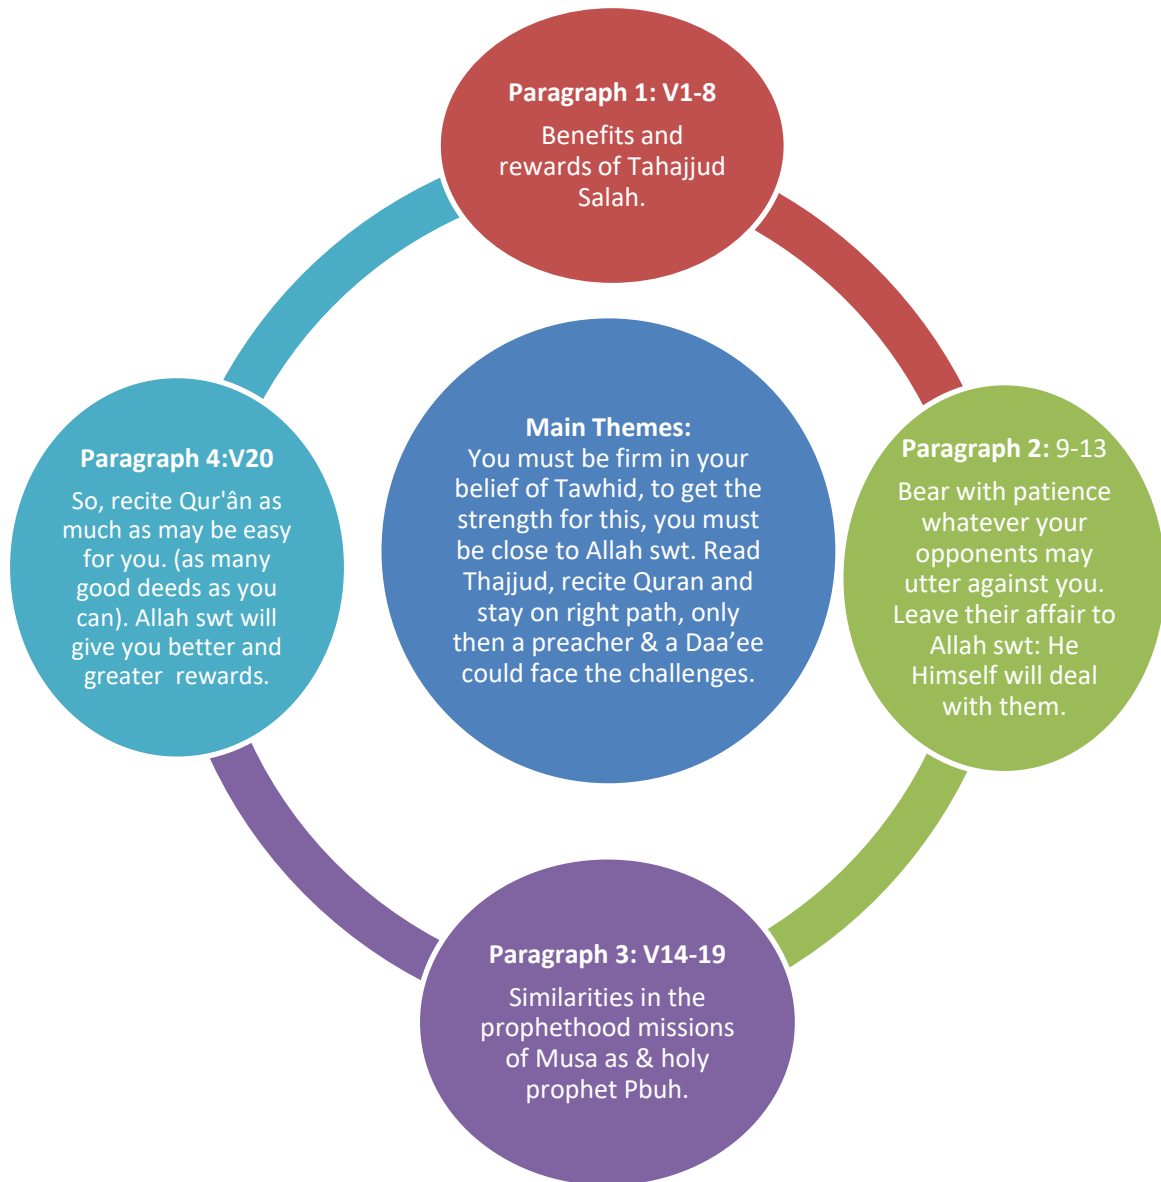 Paragraph 1: V1-8
Benefits and
rewards of Tahajjud
Salah.
Main Themes:
You must be firm in your
belief of Tawhid, to get the
strength for this, you must
be close to Allah swt. Read
Thajjud, recite Quran and
stay on right path, only
then a preacher & a Daa’ee
could face the challenges.
Paragraph 2: 9-13
Bear with patience
whatever your
opponents may
utter against you.
Leave their affair to
Allah swt: He
Himself will deal
with them.
Paragraph 3: V14-19
Similarities in the
prophethood missions
of Musa as & holy
prophet Pbuh.
Paragraph 4:V20
So, recite Qur'ân as
much as may be easy
for you. (as many
good deeds as you
can). Allah swt will
give you better and
greater  rewards.